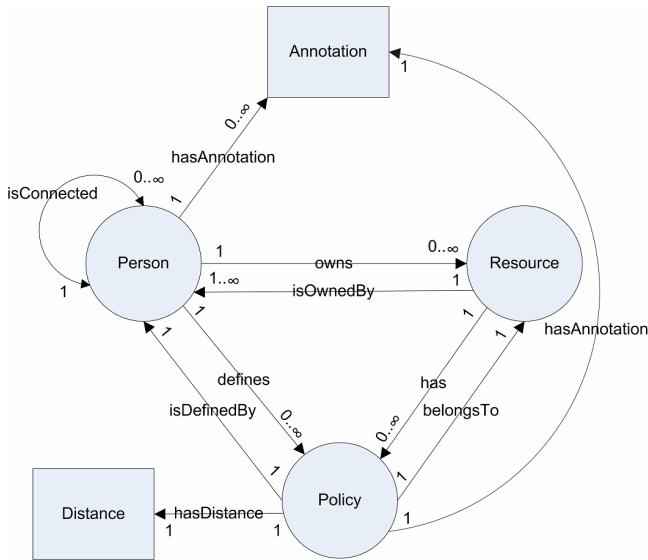 Annotation
1
0..∞
hasAnnotation
1
isConnected
0..∞
1
Person
1
owns
0..∞
1..∞
isOwnedBy
1
Resource
1
1
defines
isDefinedBy
0..∞
1
1
1
has
belongsTo
0..∞
1
hasAnnotation
Policy
1
Distance
hasDistance
1
1